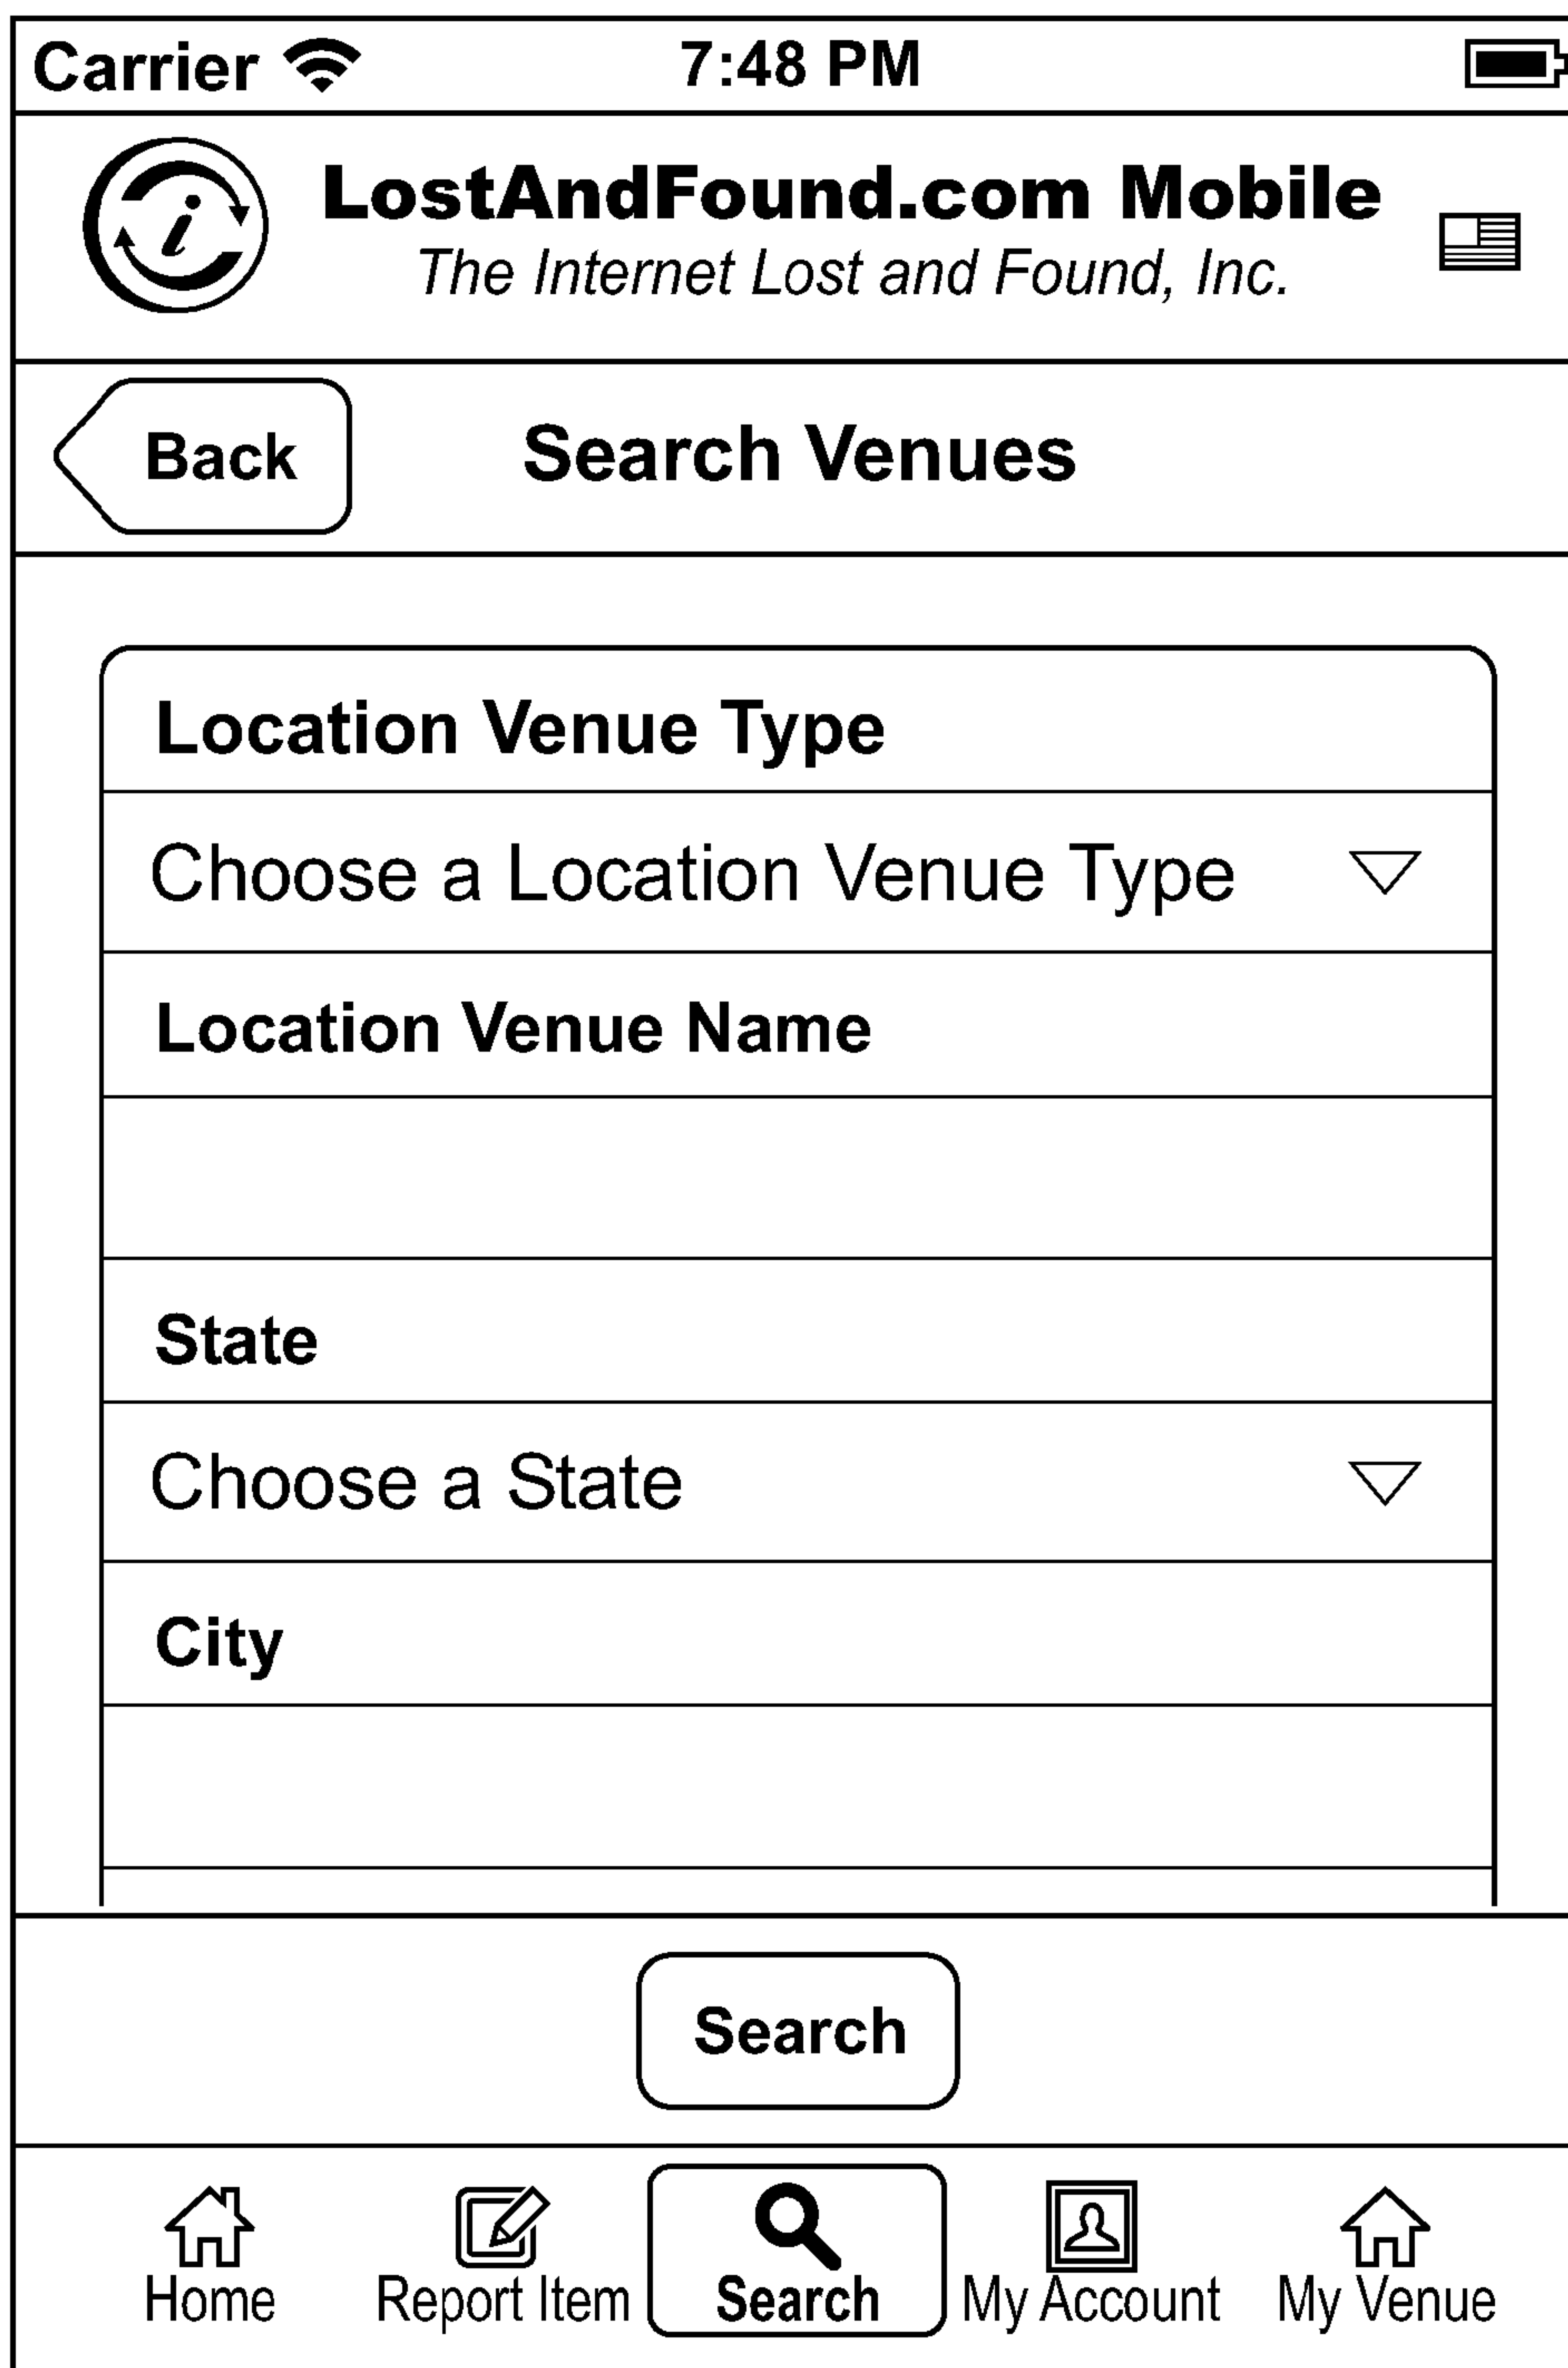 Carrier 7:48 PM
i
LostAndFound.com Mobile
The Internet Lost and Found, Inc.
Back Search Venues
Location Venue Type
Choose a Location Venue Type
Location Venue Name
State
Choose a State
City
Search
Home Report Item Search My Account My Venue